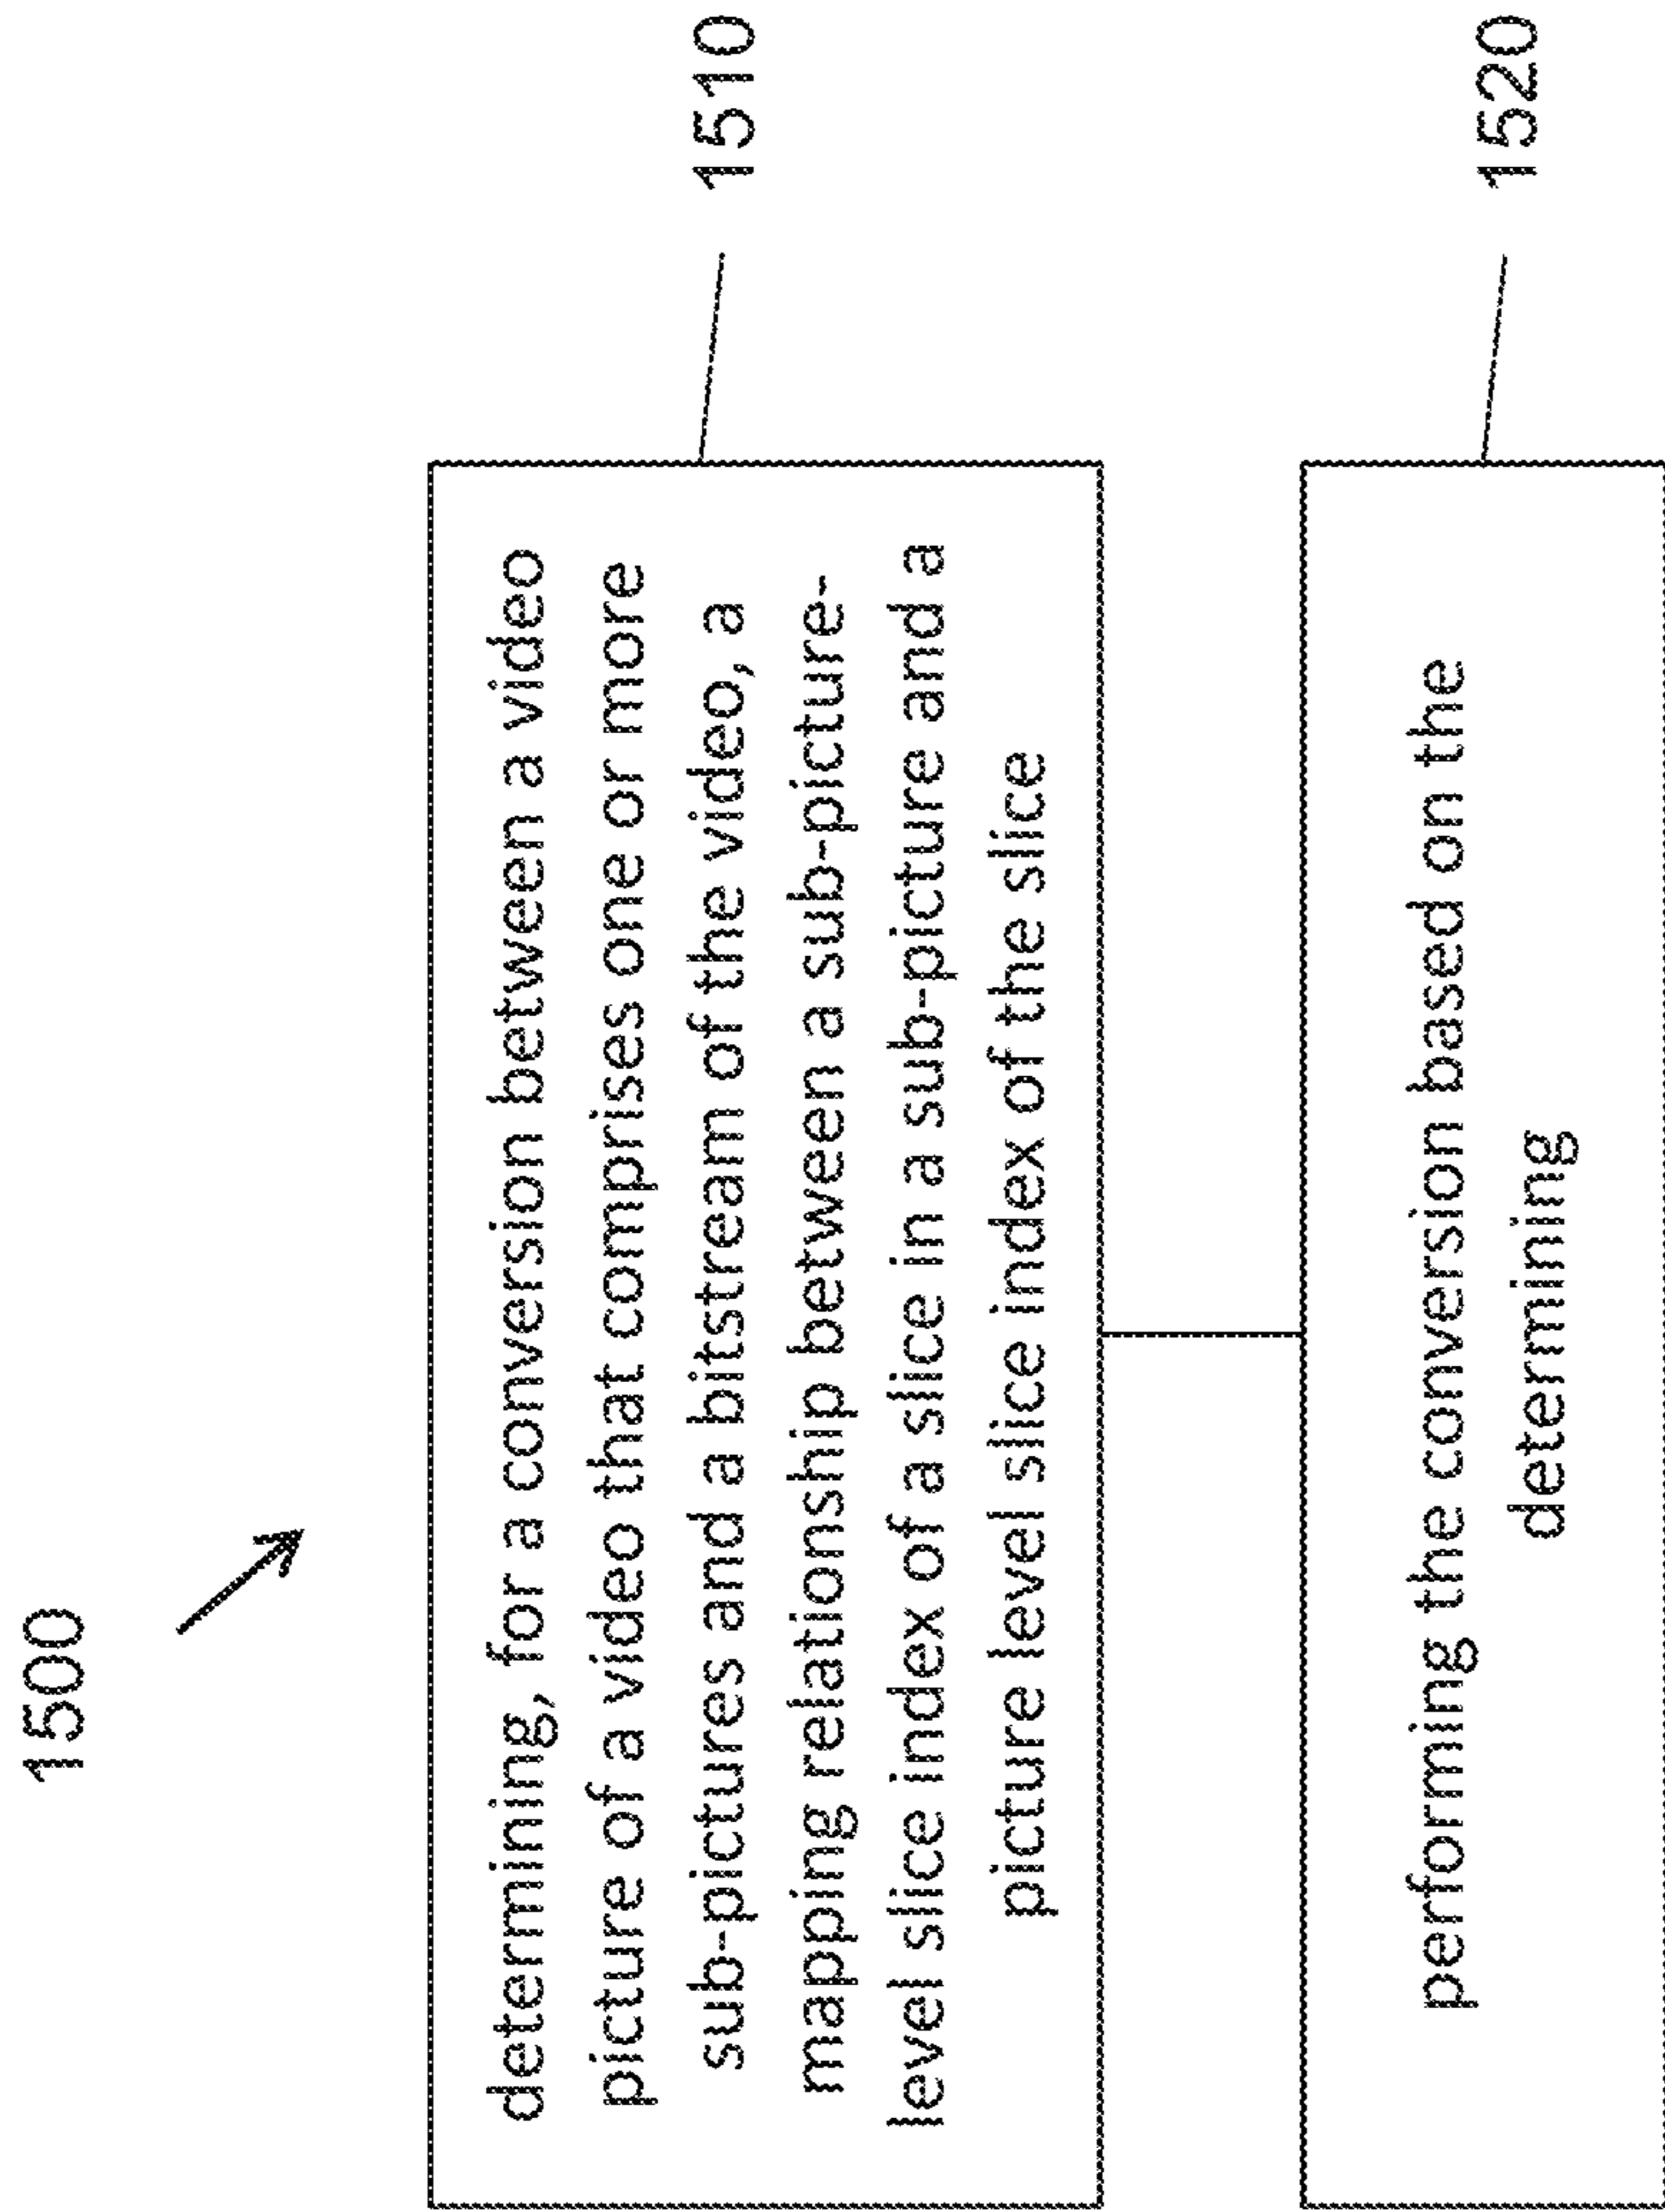 1500
determining, for a conversion between a video
picture of a video that comprises one or more
sub-pictures and a bitstream of the video, a
mapping relationship between a sub-picture-
level slice index of a slice in a sub-picture and a
picture level slice index of the slice
1510
performing the conversion based on the
determining
1520